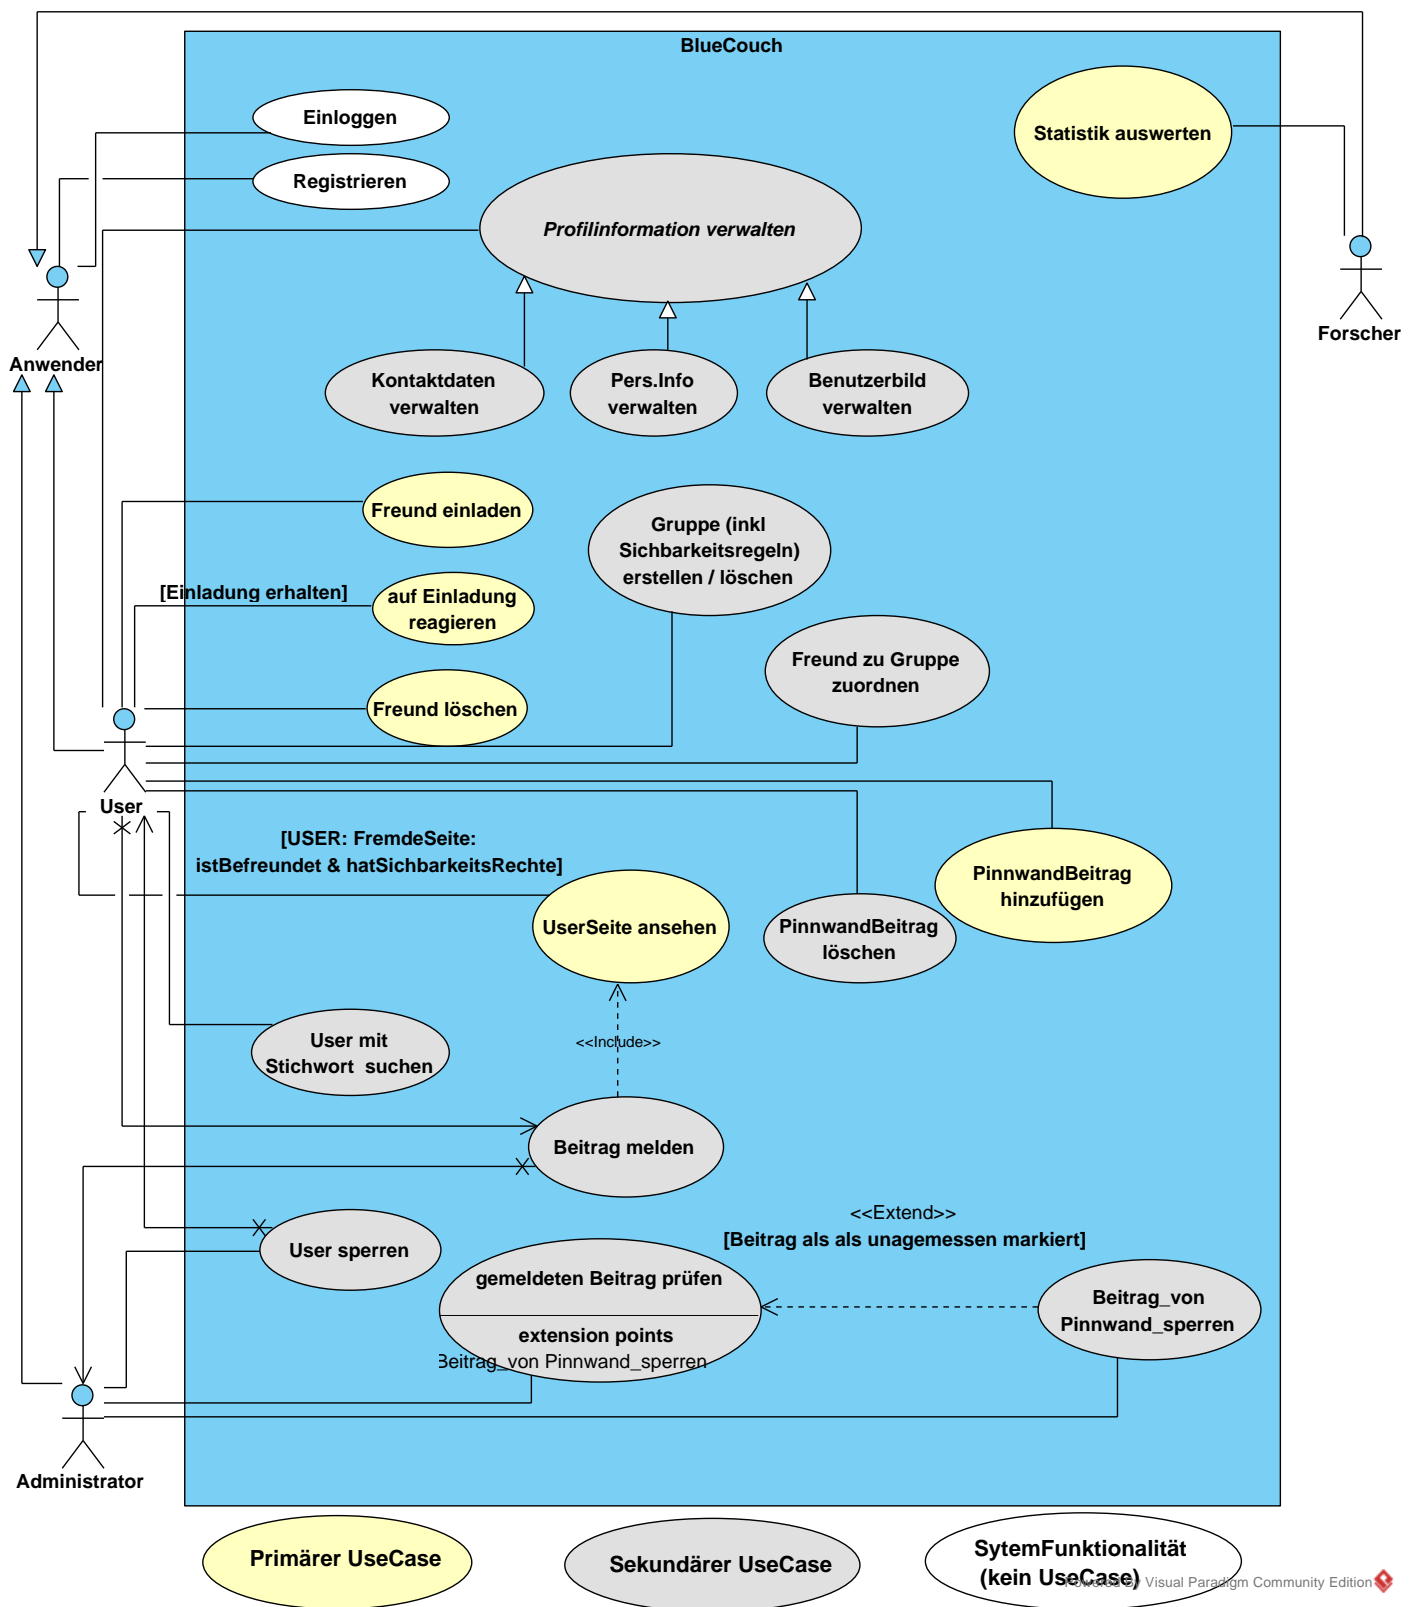 BlueCouch
Einloggen
Statistik auswerten
Registrieren
Profilinformation verwalten
Anwender
Forscher
Kontaktdaten
verwalten
Pers.Info
verwalten
Benutzerbild
verwalten
Freund einladen
Gruppe (inkl
Sichbarkeitsregeln)
erstellen / löschen
[Einladung erhalten]
auf Einladung
reagieren
Freund zu Gruppe
zuordnen
Freund löschen
User
[USER: FremdeSeite:
istBefreundet & hatSichbarkeitsRechte]
PinnwandBeitrag
hinzufügen
UserSeite ansehen
PinnwandBeitrag
löschen
User mit
Stichwort  suchen
<<Include>>
Beitrag melden
User sperren
<<Extend>>
[Beitrag als als unagemessen markiert]
gemeldeten Beitrag prüfen
extension points
Beitrag_von Pinnwand_sperren
Beitrag_von
Pinnwand_sperren
Administrator
Primärer UseCase
Sekundärer UseCase
SytemFunktionalität
(kein UseCase)
Powered By Visual Paradigm Community Edition